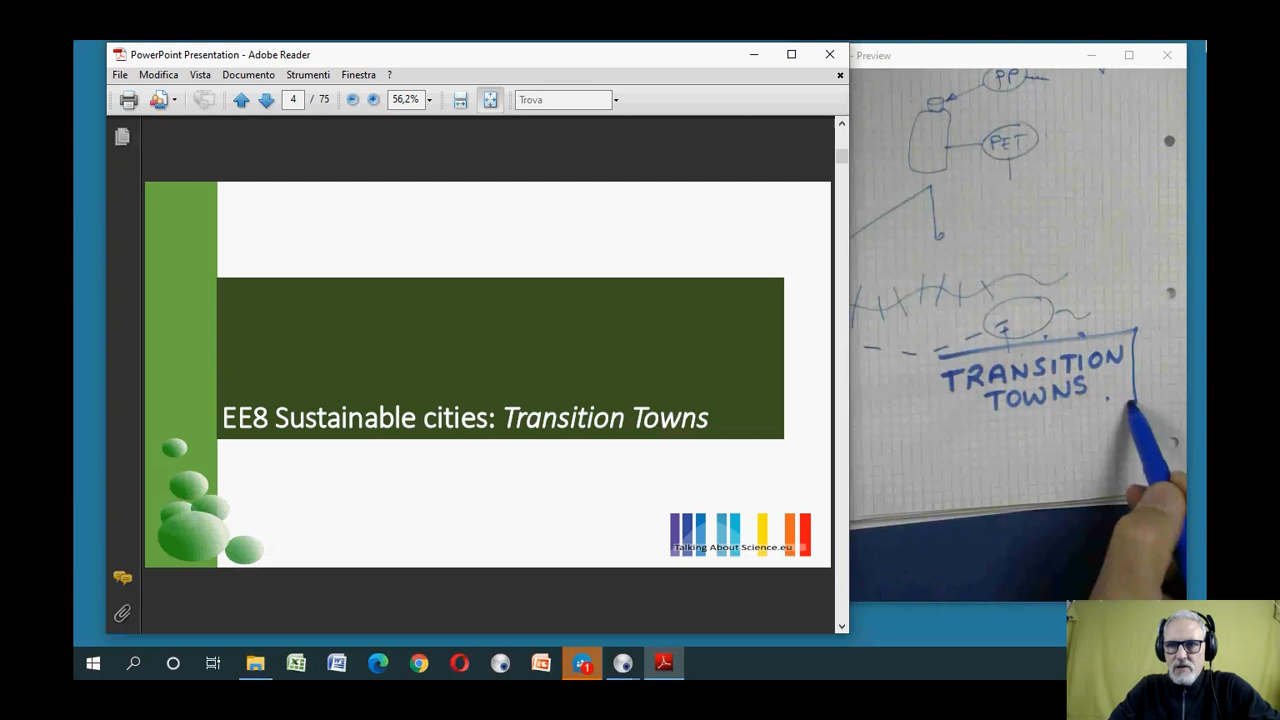 PowerPoint Presentation - Adobe Reader
File Modifica Vista Documento Strumenti Finestra ?
4 / 75 56,2% Trova
EE8 Sustainable cities: Transition Towns
Talking About Science.eu
- Preview
PP
PET
TRANSITION
TOWNS
1